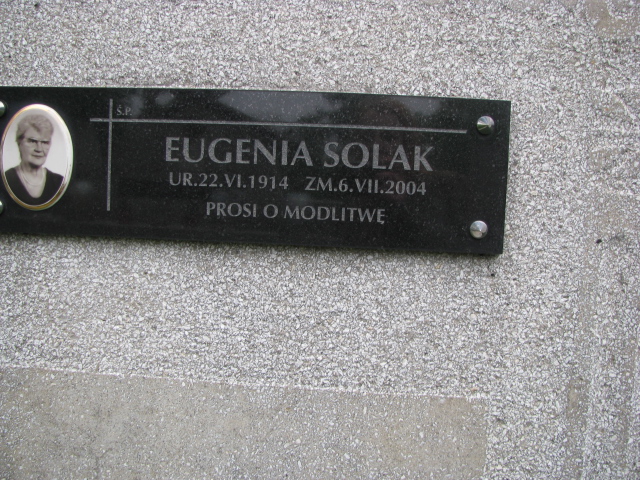 Ś.P.
EUGENIA SOLAK
UR.22.VI.1914 ZM.6.VII.2004
PROSI O MODLITWĘ